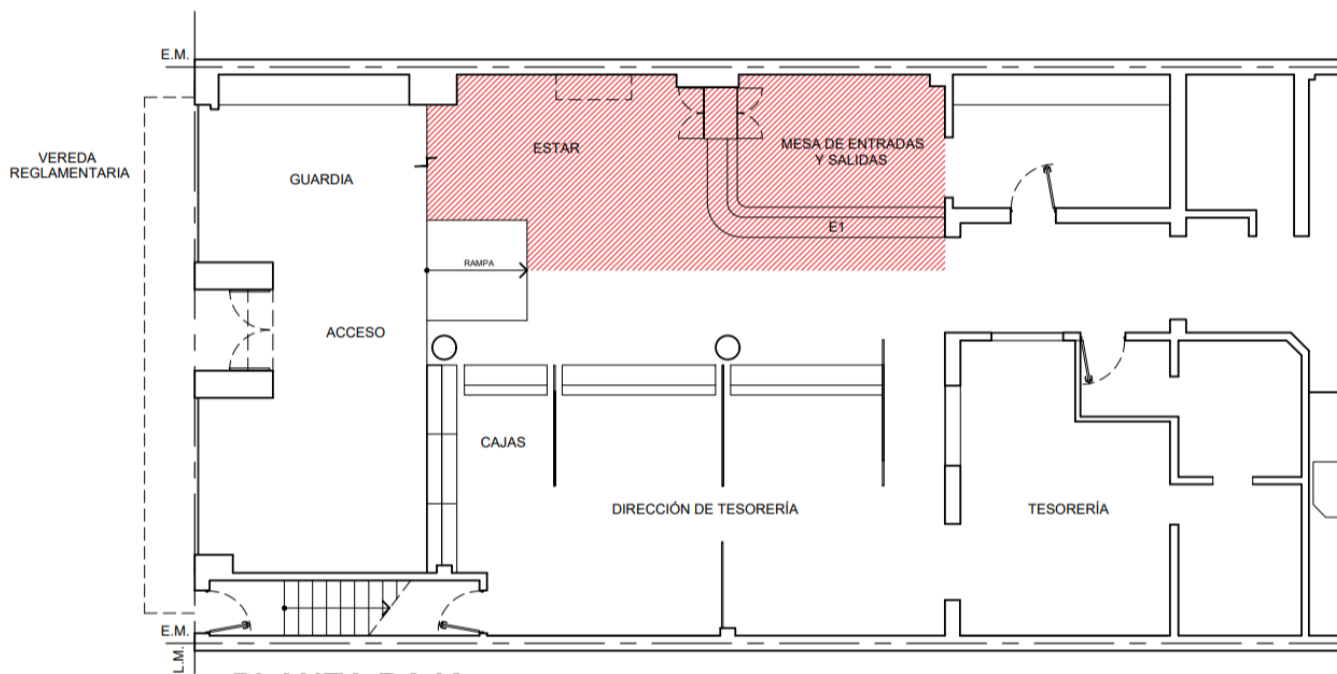 E.M.
VEREDA
REGLAMENTARIA
GUARDIA
ESTAR
MESA DE ENTRADAS
Y SALIDAS
E1
RAMPA
ACCESO
CAJAS
DIRECCIÓN DE TESORERÍA
TESORERÍA
E.M.
L.M.